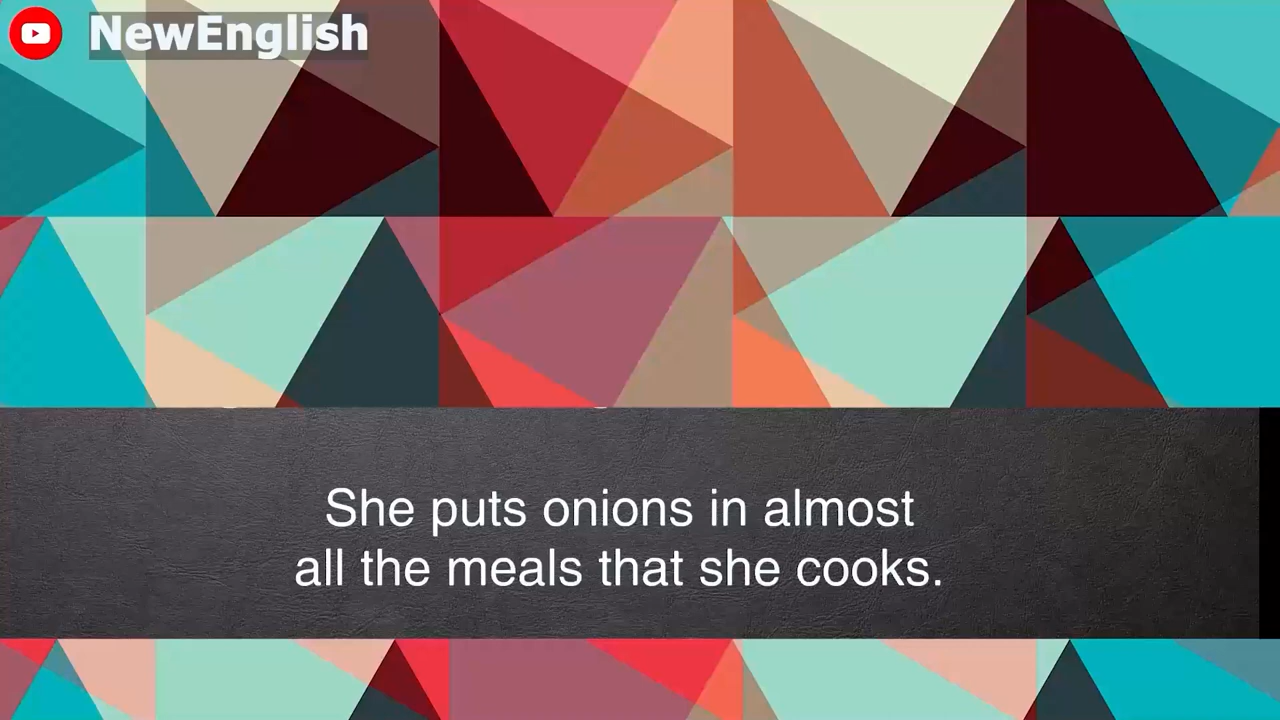 NewEnglish
She puts onions in almost
all the meals that she cooks.